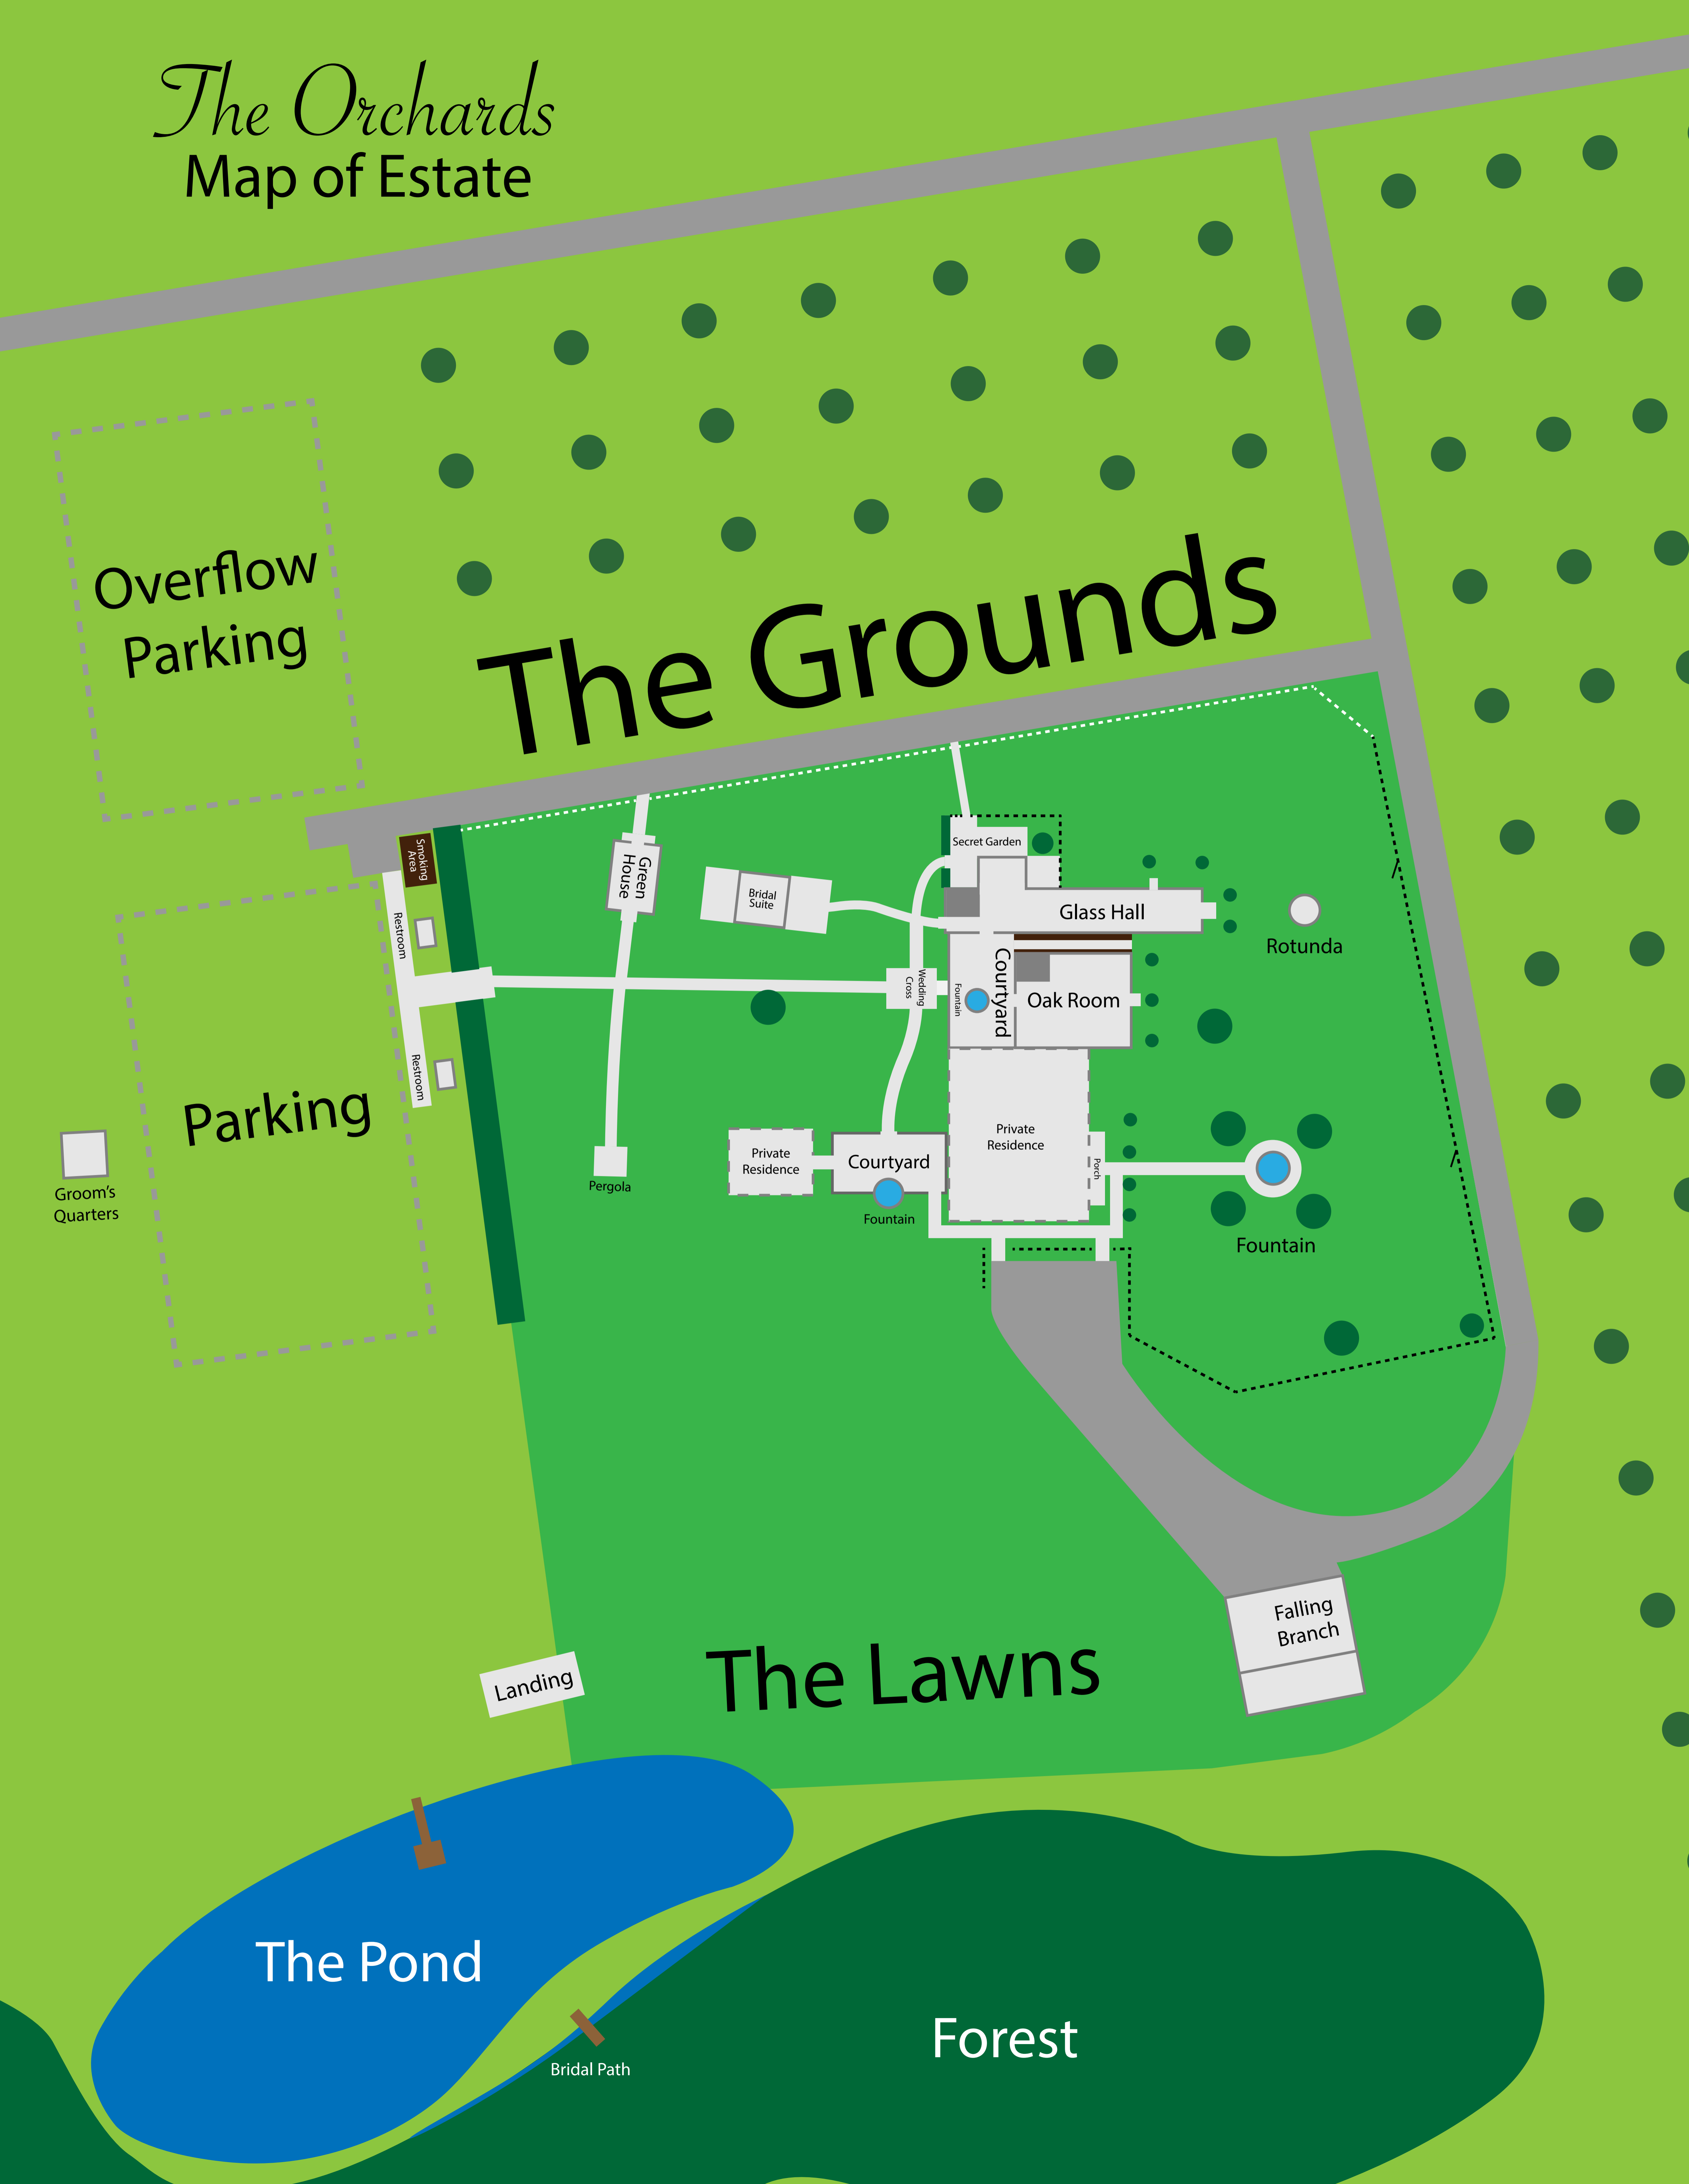 The Orchards
Map of Estate
Overflow
Parking
The Grounds
Smoking
Area
Green
House
Bridal
Suite
Secret Garden
Glass Hall
Rotunda
Restroom
Wedding
Cross
Fountain
Courtyard
Oak Room
Restroom
Parking
Private
Residence
Private
Residence
Courtyard
Porch
Groom's
Quarters
Pergola
Fountain
Fountain
Falling
Branch
The Lawns
Landing
The Pond
Forest
Bridal Path